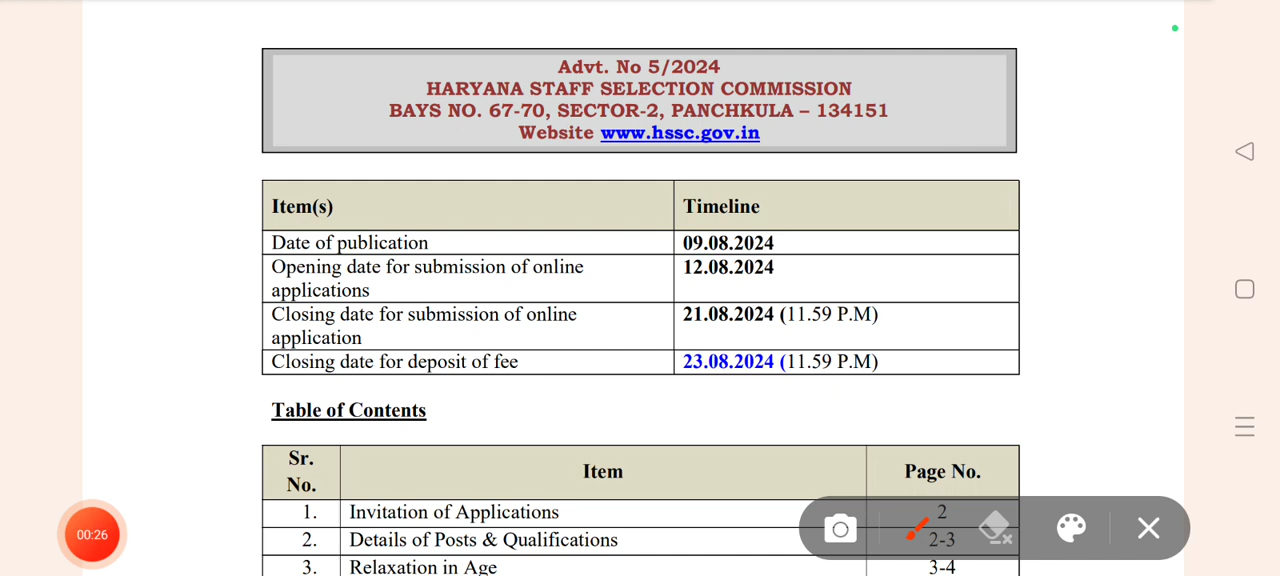 Advt. No 5/2024
HARYANA STAFF SELECTION COMMISSION
BAYS NO. 67-70, SECTOR-2, PANCHKULA – 134151
Website www.hssc.gov.in
Item(s) Timeline
Date of publication 09.08.2024
Opening date for submission of online 12.08.2024
applications
Closing date for submission of online 21.08.2024 (11.59 P.M)
application
Closing date for deposit of fee 23.08.2024 (11.59 P.M)
Table of Contents
Sr.
No. Item Page No.
1. Invitation of Applications 2
2. Details of Posts & Qualifications 2-3
3. Relaxation in Age 3-4
00:26